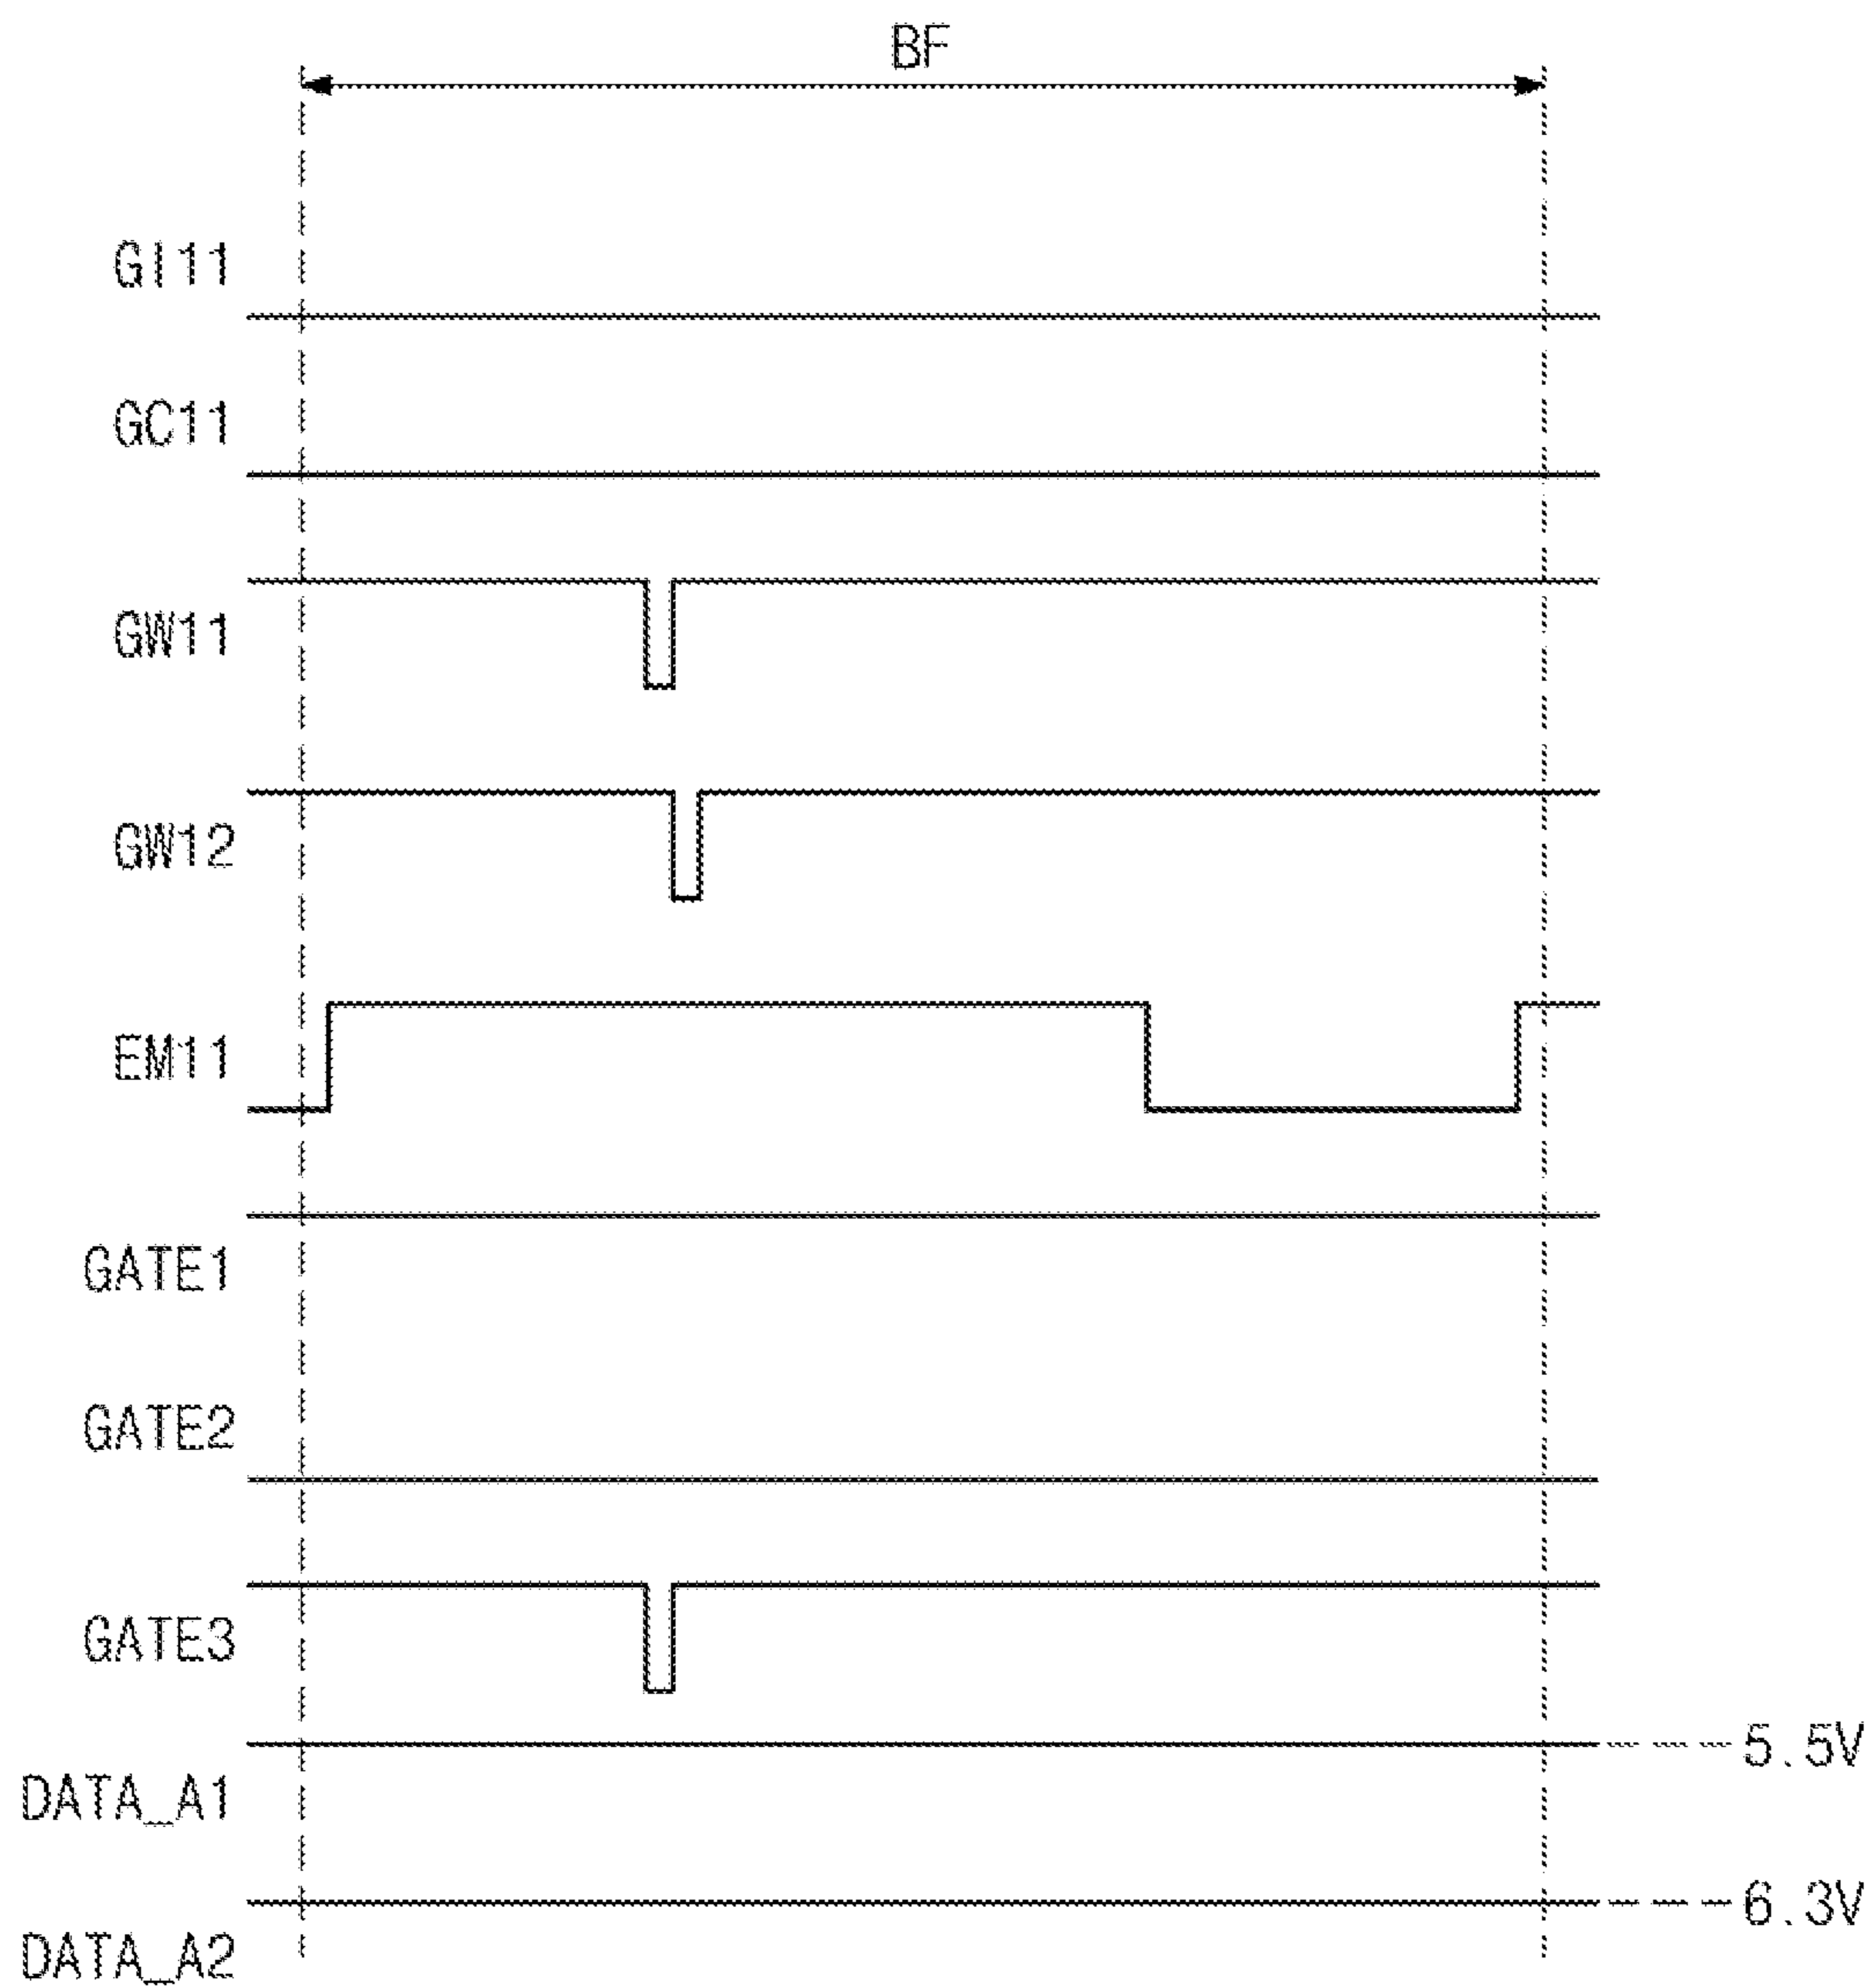 BF
GI11
GC11
GW11
GW12
EM11
GATE1
GATE2
GATE3
5.5V
DATA_A1
6.3V
DATA_A2